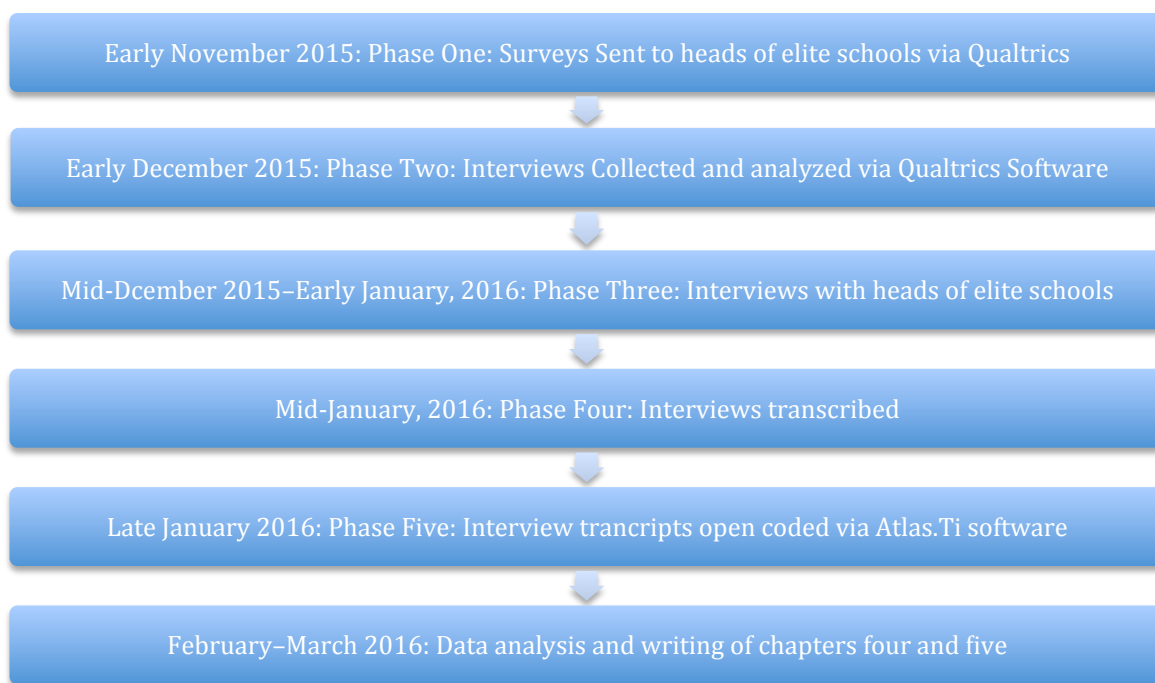 Early November 2015: Phase One: Surveys Sent to heads of elite schools via Qualtrics
Early December 2015: Phase Two: Interviews Collected and analyzed via Qualtrics Software
Mid-Dcember 2015–Early January, 2016: Phase Three: Interviews with heads of elite schools
Mid-January, 2016: Phase Four: Interviews transcribed
Late January 2016: Phase Five: Interview trancripts open coded via Atlas.Ti software
February–March 2016: Data analysis and writing of chapters four and five